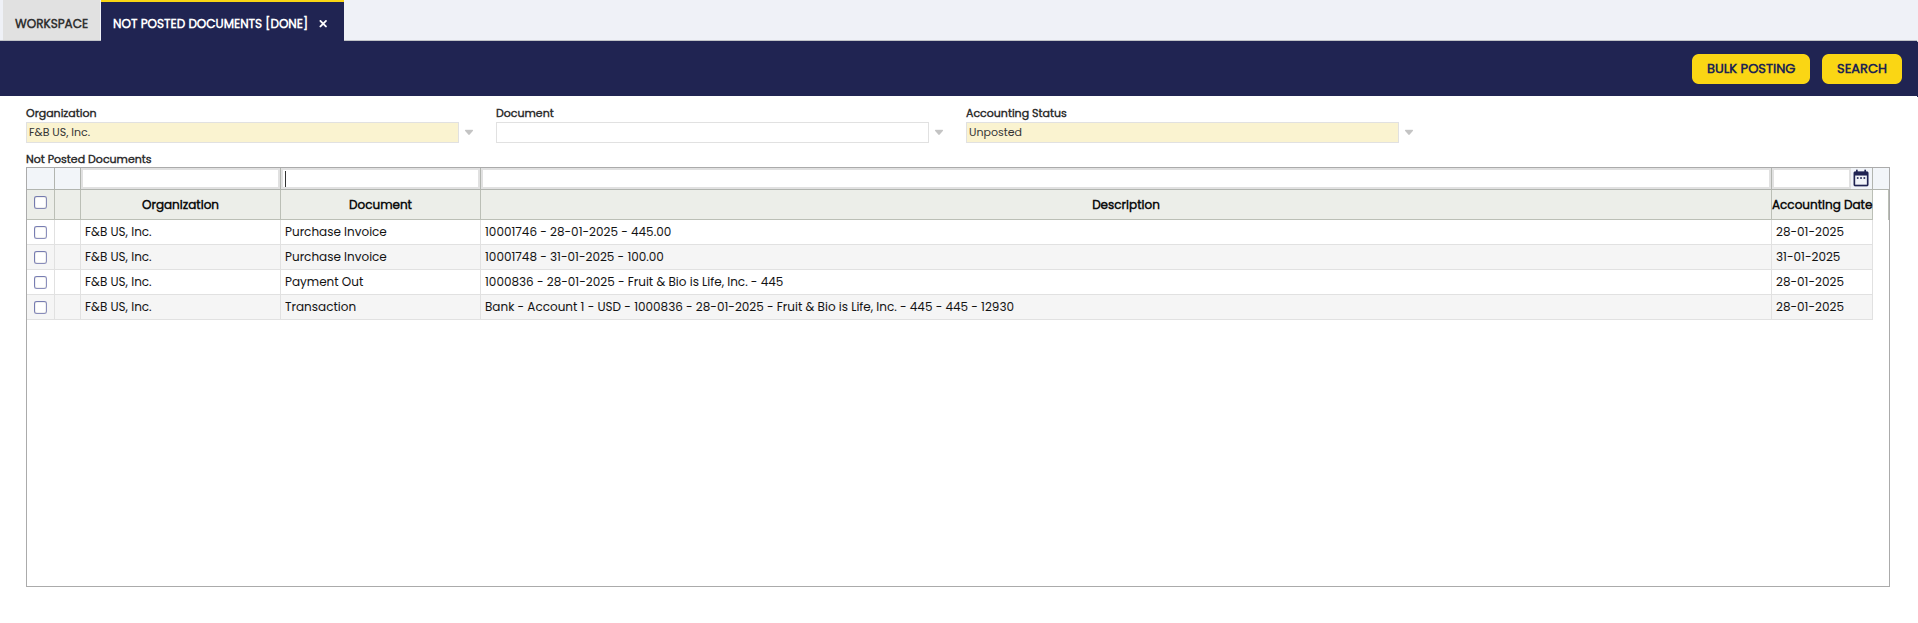 WORKSPACE NOT POSTED DOCUMENTS [DONE] ×
BULK POSTING SEARCH
Organization Document Accounting Status
F&B US, Inc. Unposted
Not Posted Documents
Organization Document Description Accounting Date
F&B US, Inc. Purchase Invoice 10001746 - 28-01-2025 - 445.00 28-01-2025
F&B US, Inc. Purchase Invoice 10001748 - 31-01-2025 - 100.00 31-01-2025
F&B US, Inc. Payment Out 1000836 - 28-01-2025 - Fruit & Bio is Life, Inc. - 445 28-01-2025
F&B US, Inc. Transaction Bank - Account 1 - USD - 1000836 - 28-01-2025 - Fruit & Bio is Life, Inc. - 445 - 445 - 12930 28-01-2025